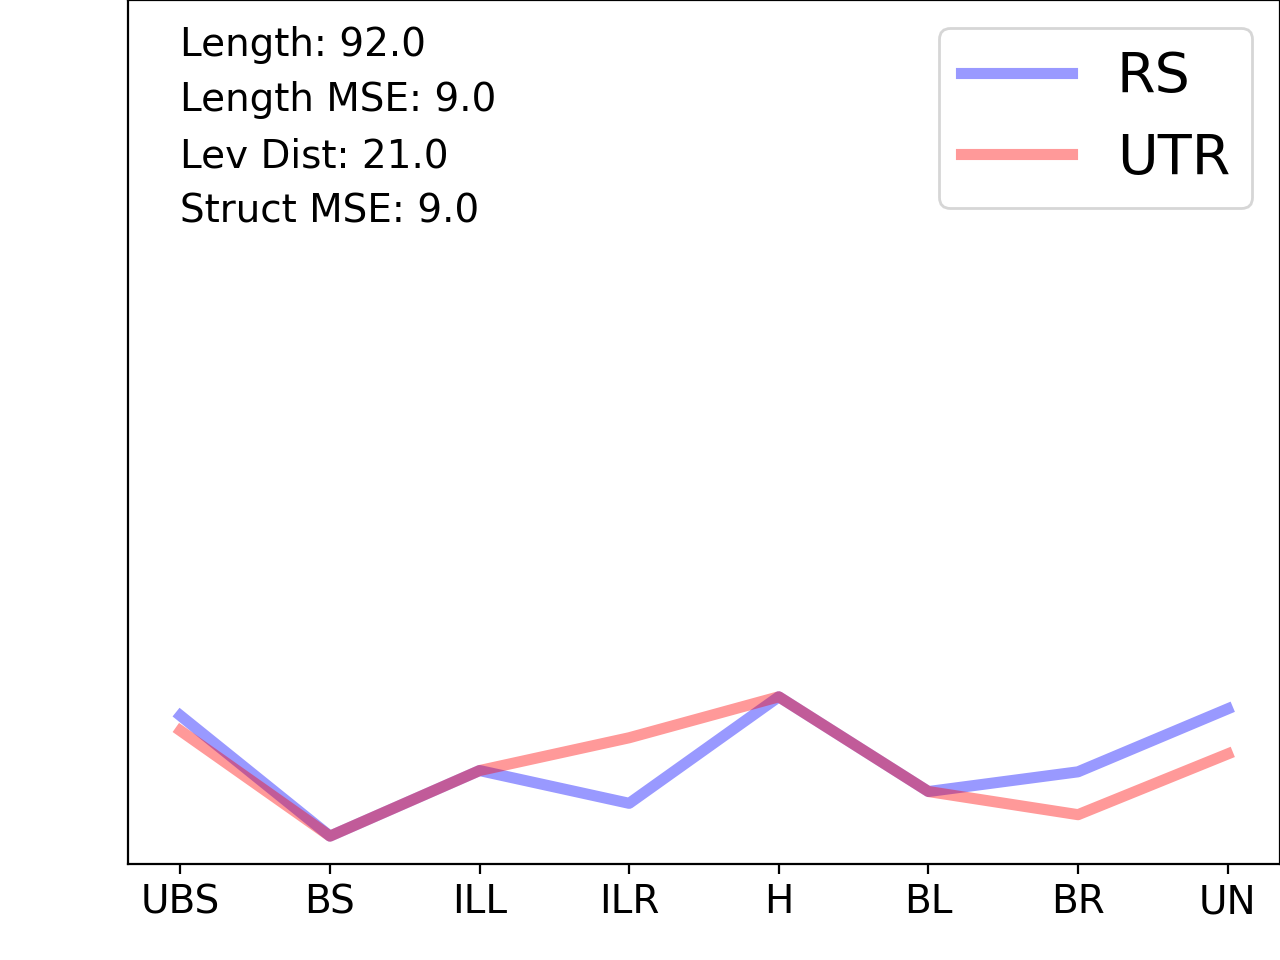 Length: 92.0
Length MSE: 9.0
Lev Dist: 21.0
Struct MSE: 9.0
RS
UTR
UBS BS ILL ILR H BL BR UN